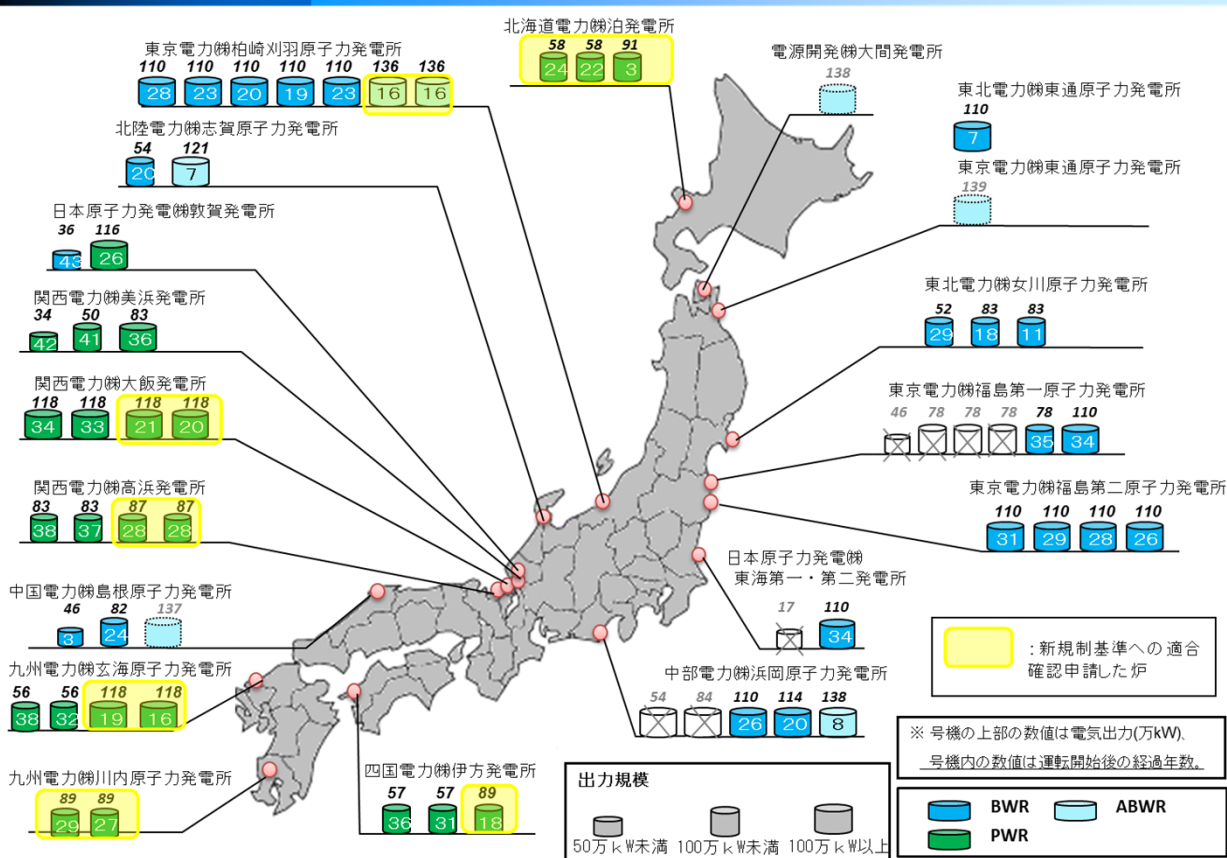 北海道電力㈱泊発電所
58 58 91
24 22 3
東京電力㈱柏崎刈羽原子力発電所
110 110 110 110 110 136 136
28 23 20 19 23 16 16
電源開発㈱大間発電所
138
東北電力㈱東通原子力発電所
110
7
北陸電力㈱志賀原子力発電所
54 121
20 7
東京電力㈱東通原子力発電所
139
日本原子力発電㈱敦賀発電所
36 116
43 26
東北電力㈱女川原子力発電所
52 83 83
29 18 11
関西電力㈱美浜発電所
34 50 83
42 41 36
関西電力㈱大飯発電所
118 118 118 118
34 33 21 20
東京電力㈱福島第一原子力発電所
46 78 78 78 78 110
35 34
関西電力㈱高浜発電所
83 83 87 87
38 37 28 28
東京電力㈱福島第二原子力発電所
110 110 110 110
31 29 28 26
日本原子力発電㈱
東海第一・第二発電所
17 110
34
中国電力㈱島根原子力発電所
46 82 137
3 24
九州電力㈱玄海原子力発電所
56 56 118 118
38 32 19 16
中部電力㈱浜岡原子力発電所
54 84 110 114 138
26 20 8
：新規制基準への適合
確認申請した炉
九州電力㈱川内原子力発電所
89 89
29 27
四国電力㈱伊方発電所
57 57 89
36 31 18
出力規模
50万ｋW未満 100万ｋW未満 100万ｋW以上
※ 号機の上部の数値は電気出力(万kW)、
号機内の数値は運転開始後の経過年数。
BWR ABWR
PWR